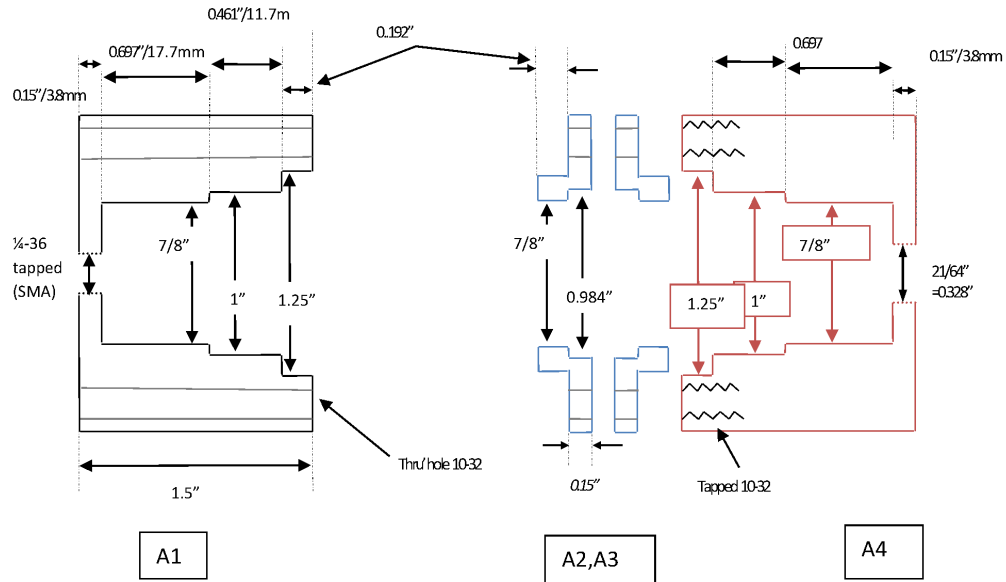 0.461”/11.7m
0..192”
0.697”/17.7mm
0.697
0.15”/3.8mm
0.15”/3.8mm
¼-36
tapped
(SMA)
7/8”
1”
1.25”
7/8”
0.984”
1.25”
1”
7/8”
21/64”
=0.328”
Thru’ hole 10-32
1.5”
0.15”
Tapped 10-32
A1
A2,A3
A4